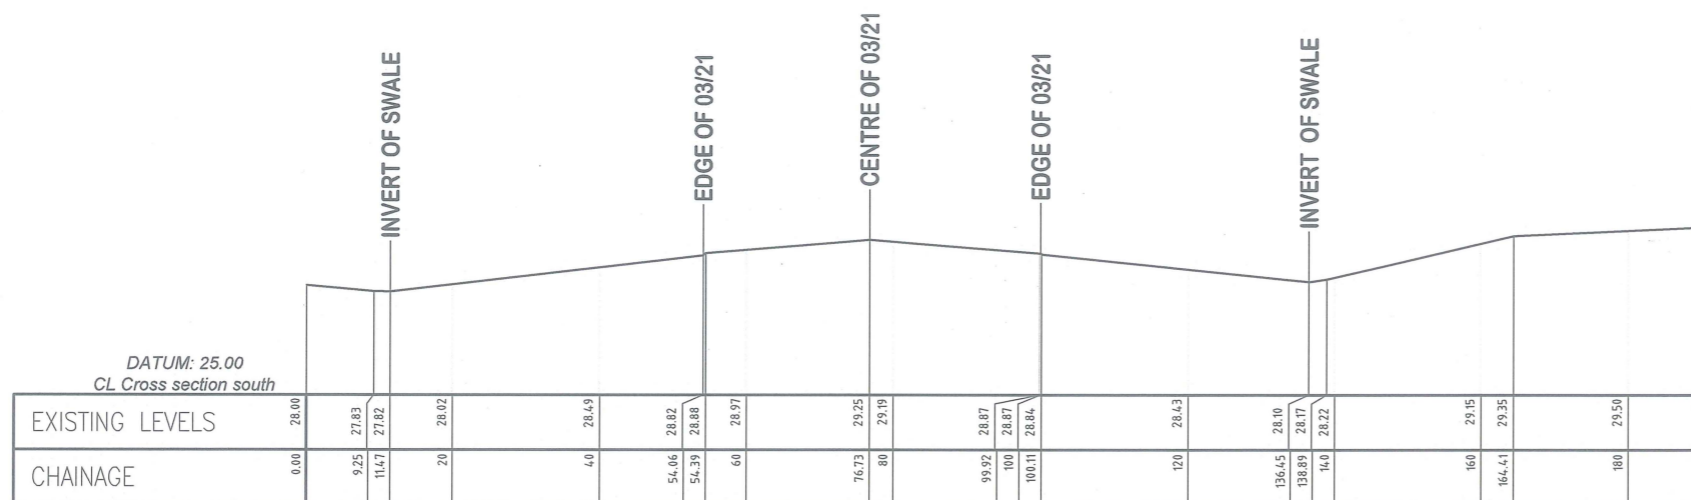 INVERT OF SWALE
EDGE OF 03/21
CENTRE OF 03/21
EDGE OF 03/21
INVERT OF SWALE
DATUM: 25.00
CL Cross section south
EXISTING LEVELS 28.00 27.83 27.82 28.02 28.49 28.82 28.88 28.97 29.25 29.19 28.87 28.87 28.84 28.43 28.10 28.17 28.22 29.15 29.35 29.50
CHAINAGE 0.00 9.25 11.47 20 40 54.06 54.39 60 76.73 80 99.92 100 100.11 120 136.45 138.89 140 160 164.41 180